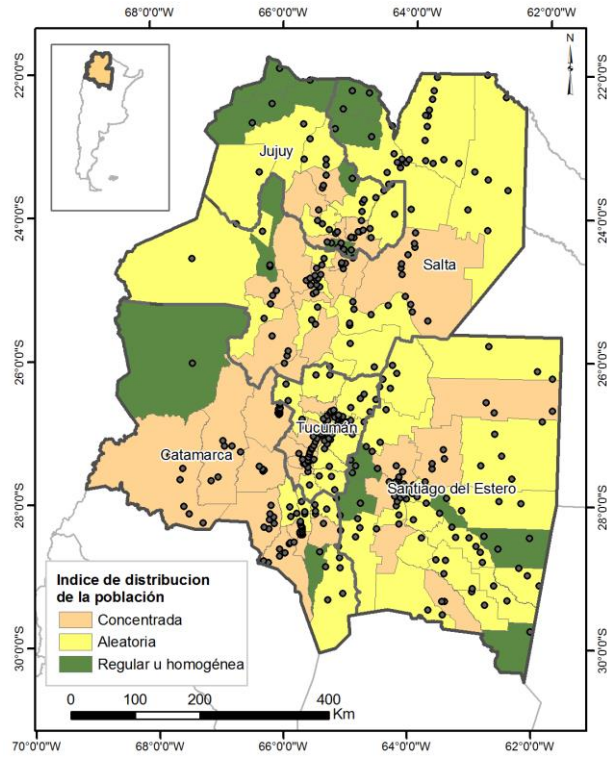 68°0'0"W 66°0'0"W 64°0'0"W 62°0'0"W
N
22°0'0"S 22°0'0"S
Jujuy
24°0'0"S 24°0'0"S
Salta
26°0'0"S 26°0'0"S
Tucumán
Catamarca
Santiago del Estero
28°0'0"S 28°0'0"S
Indice de distribucion
de la población
Concentrada
Aleatoria
Regular u homogénea
30°0'0"S 30°0'0"S
0 100 200 400
Km
70°0'0"W 68°0'0"W 66°0'0"W 64°0'0"W 62°0'0"W